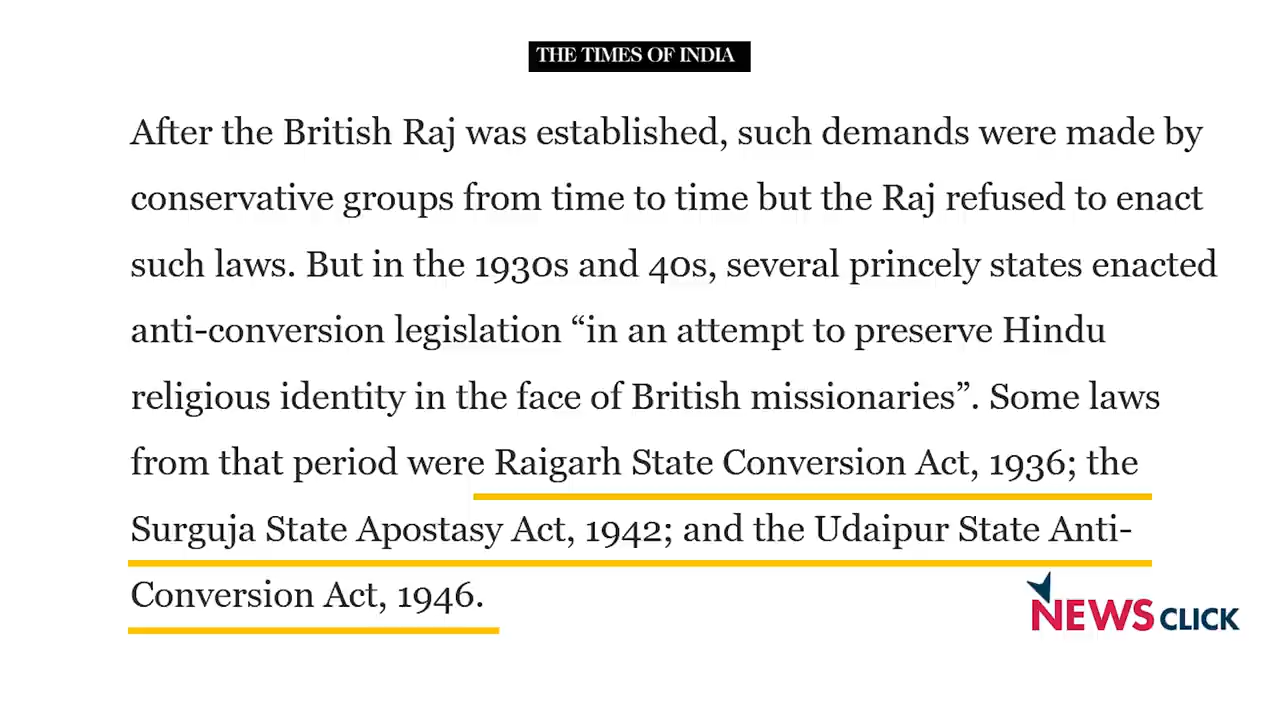 THE TIMES OF INDIA
After the British Raj was established, such demands were made by
conservative groups from time to time but the Raj refused to enact
such laws. But in the 1930s and 40s, several princely states enacted
anti-conversion legislation “in an attempt to preserve Hindu
religious identity in the face of British missionaries”. Some laws
from that period were Raigarh State Conversion Act, 1936; the
Surguja State Apostasy Act, 1942; and the Udaipur State Anti-
Conversion Act, 1946.
NEWSCLICK